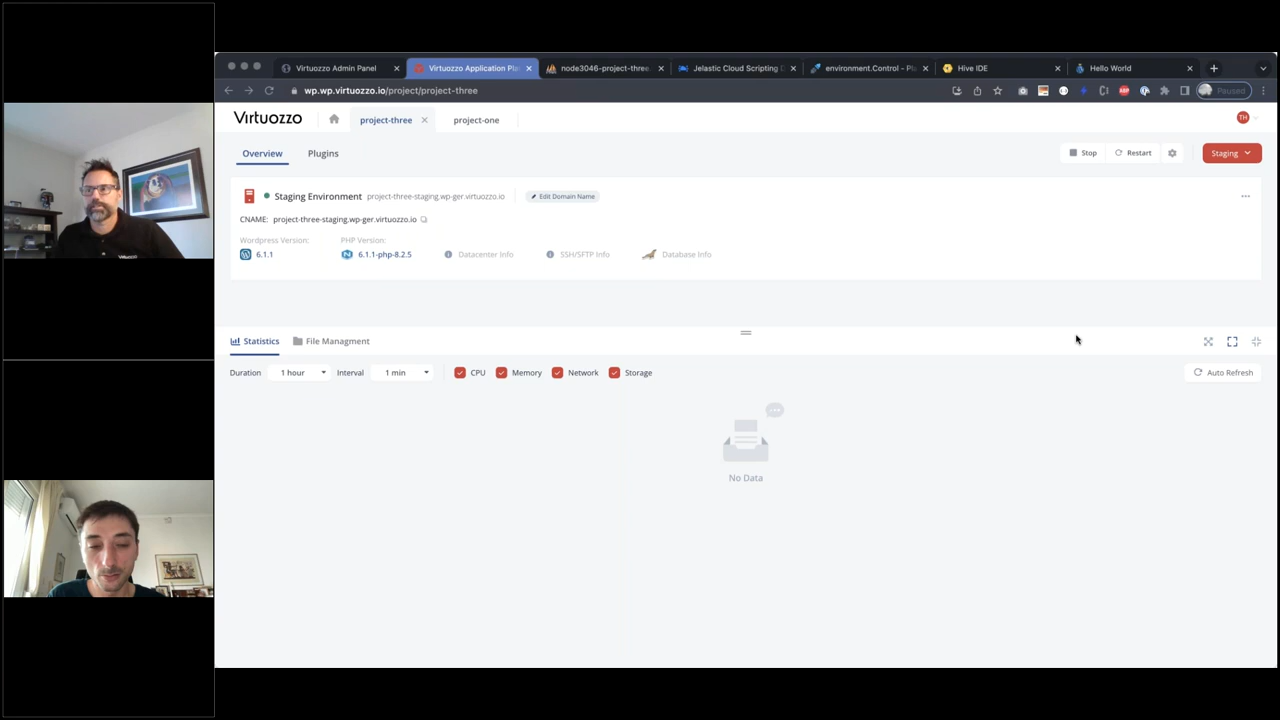 Virtuozzo Admin Panel
Virtuozzo Application Pla
node3046-project-three.
Jelastic Cloud Scripting D
environment.Control - Pla
Hive IDE
Hello World
wp.wp.virtuozzo.io/project/project-three
Paused
Virtuozzo
project-three
project-one
TH
Overview
Plugins
Stop
Restart
Staging
Staging Environment
project-three-staging.wp-ger.virtuozzo.io
Edit Domain Name
CNAME: project-three-staging.wp-ger.virtuozzo.io
Wordpress Version:
PHP Version:
6.1.1
6.1.1-php-8.2.5
Datacenter Info
SSH/SFTP Info
Database Info
Statistics
File Managment
Duration
1 hour
Interval
1 min
CPU
Memory
Network
Storage
Auto Refresh
No Data